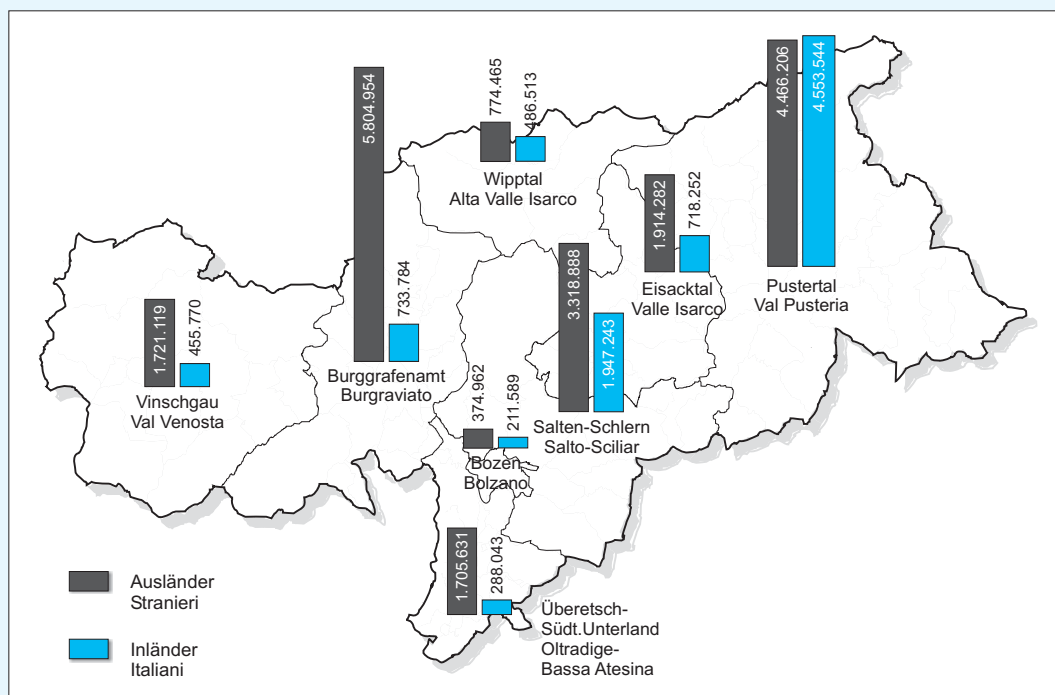 5.804.954
733.784
Burggrafenamt
Burgraviato
774.465
486.513
Wipptal
Alta Valle Isarco
1.914.282
718.252
Eisacktal
Valle Isarco
4.466.206
4.553.544
Pustertal
Val Pusteria
1.721.119
455.770
Vinschgau
Val Venosta
3.318.888
1.947.243
Salten-Schlern
Salto-Sciliar
374.962
211.589
Bozen
Bolzano
1.705.631
288.043
Überetsch-
Südt.Unterland
Oltradige-
Bassa Atesina
Ausländer
Stranieri
Inländer
Italiani